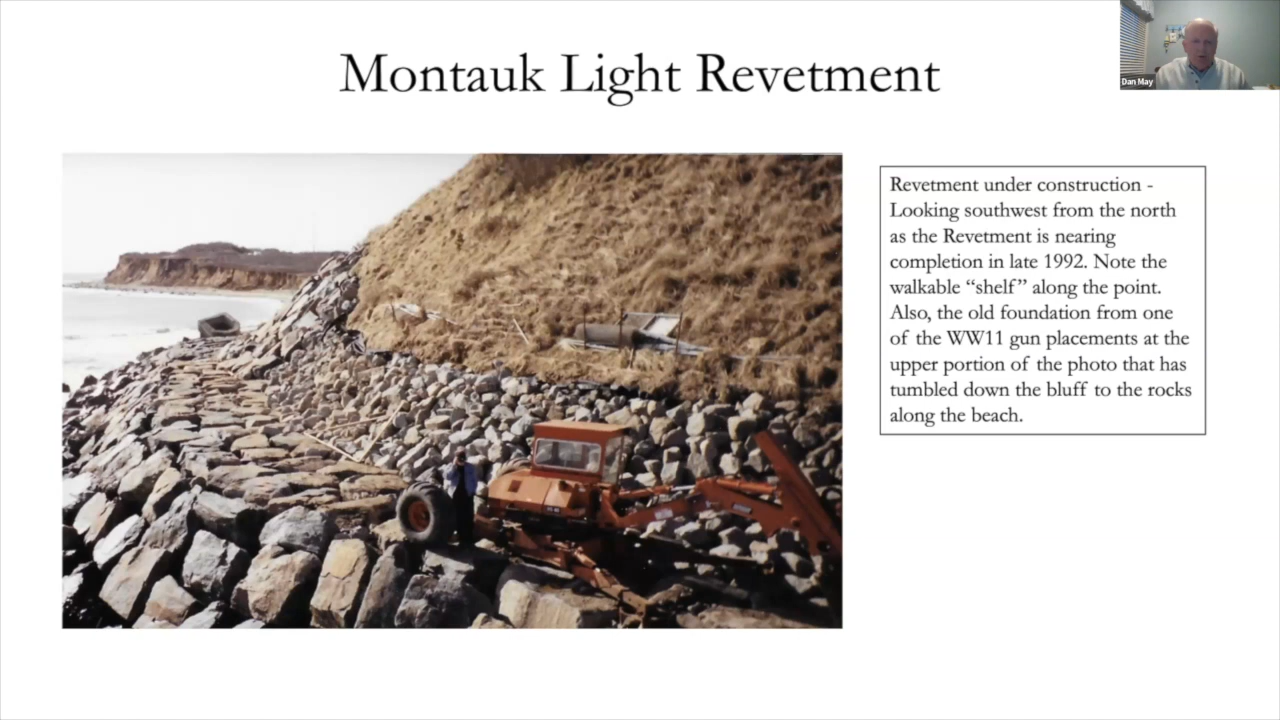 Montauk Light Revetment
Dan May
Revetment under construction -
Looking southwest from the north
as the Revetment is nearing
completion in late 1992. Note the
walkable “shelf” along the point.
Also, the old foundation from one
of the WW11 gun placements at the
upper portion of the photo that has
tumbled down the bluff to the rocks
along the beach.